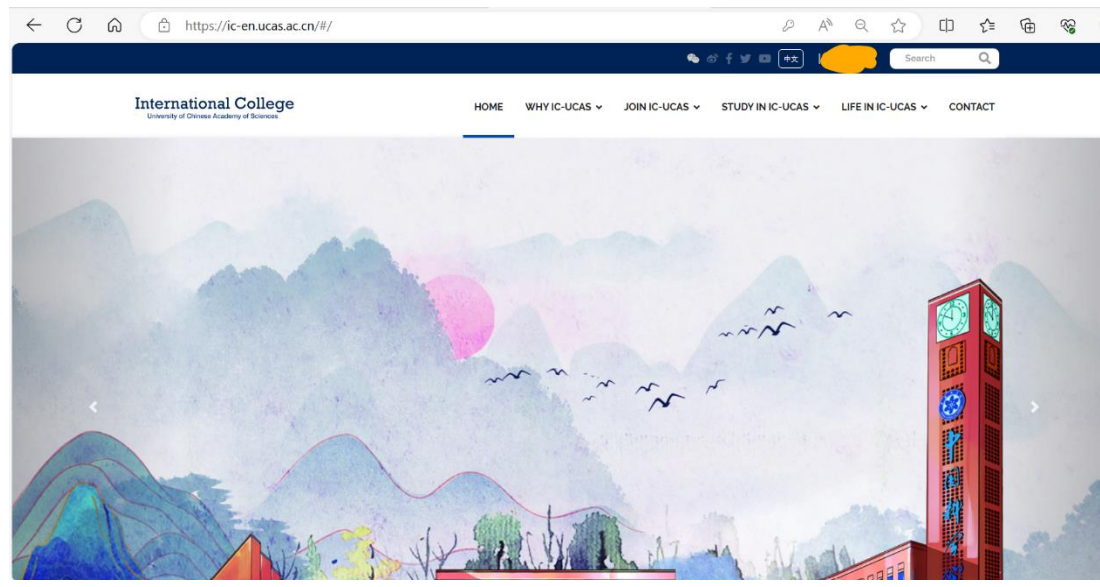 https://ic-en.ucas.ac.cn/#/
中文
Search
International College
University of Chinese Academy of Sciences
HOME WHY IC-UCAS JOIN IC-UCAS STUDY IN IC-UCAS LIFE IN IC-UCAS CONTACT